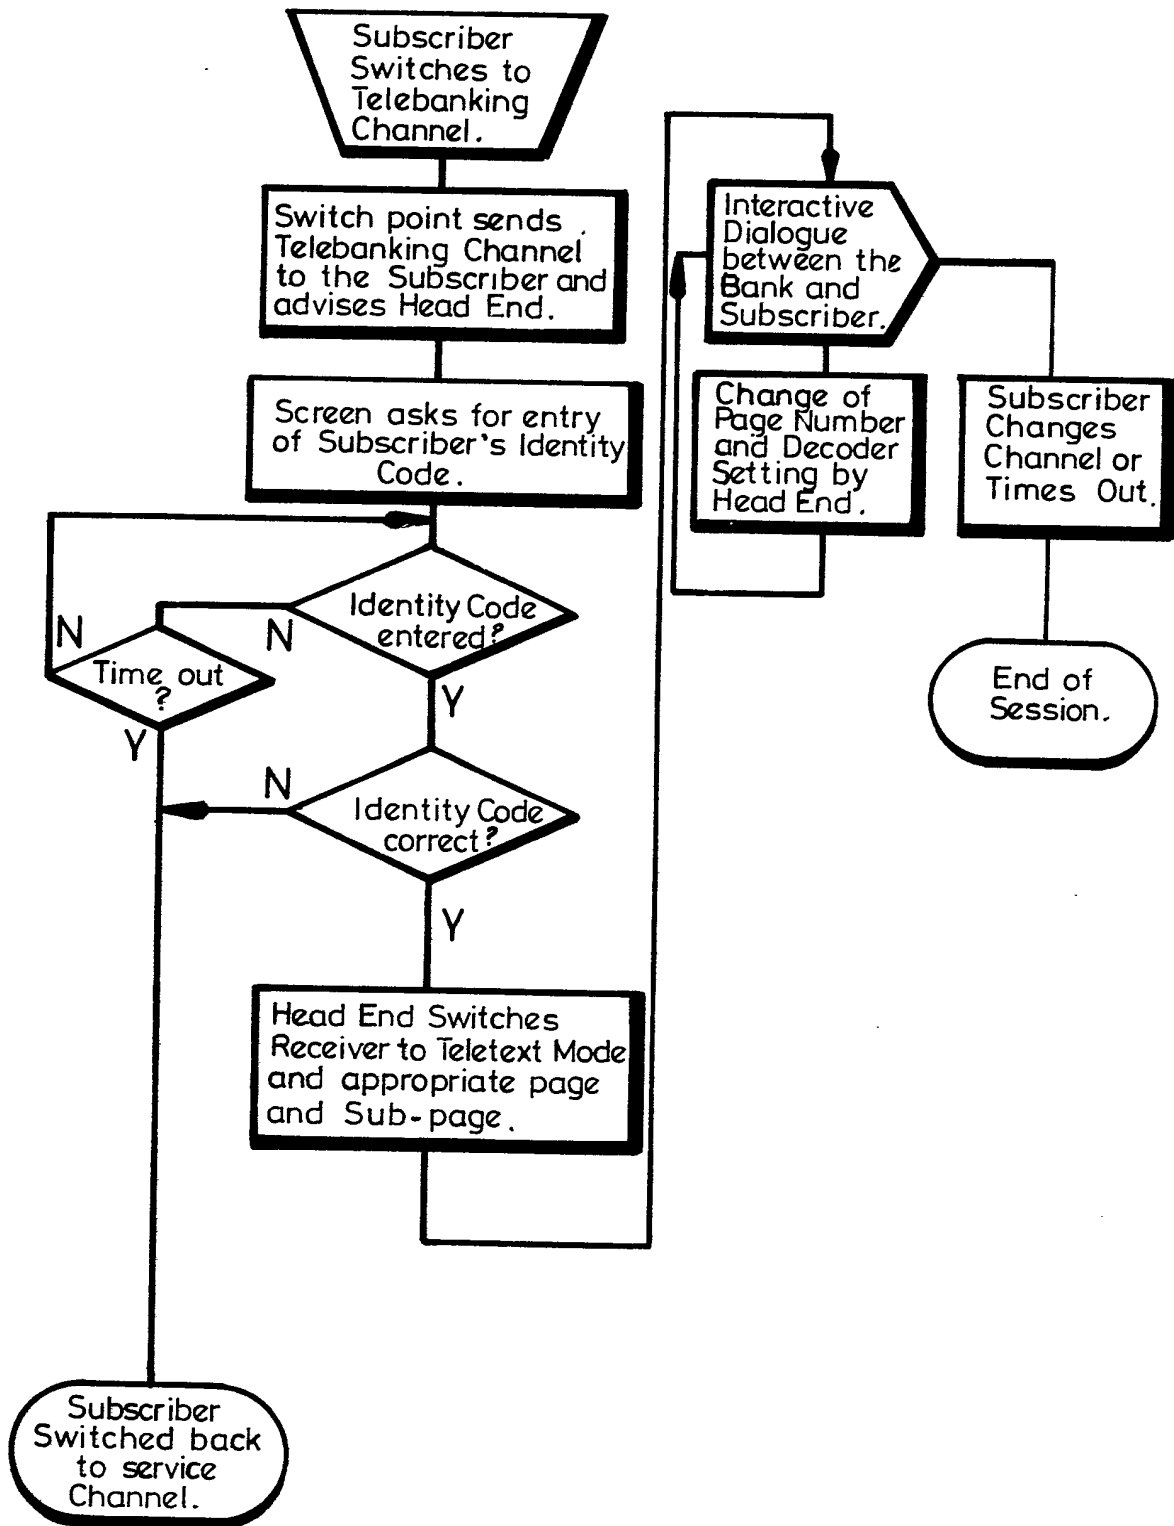 Subscriber
Switches to
Telebanking
Channel.
Switch point sends
Telebanking Channel
to the Subscriber and
advises Head End.
Screen asks for entry
of Subscriber's Identity
Code.
Identity Code
entered?
N
Y
Time out
?
N
Y
Identity Code
correct?
N
Y
Head End Switches
Receiver to Teletext Mode
and appropriate page
and Sub-page.
Subscriber
Switched back
to service
Channel.
Interactive
Dialogue
between the
Bank and
Subscriber.
Change of
Page Number
and Decoder
Setting by
Head End.
Subscriber
Changes
Channel or
Times Out.
End of
Session.